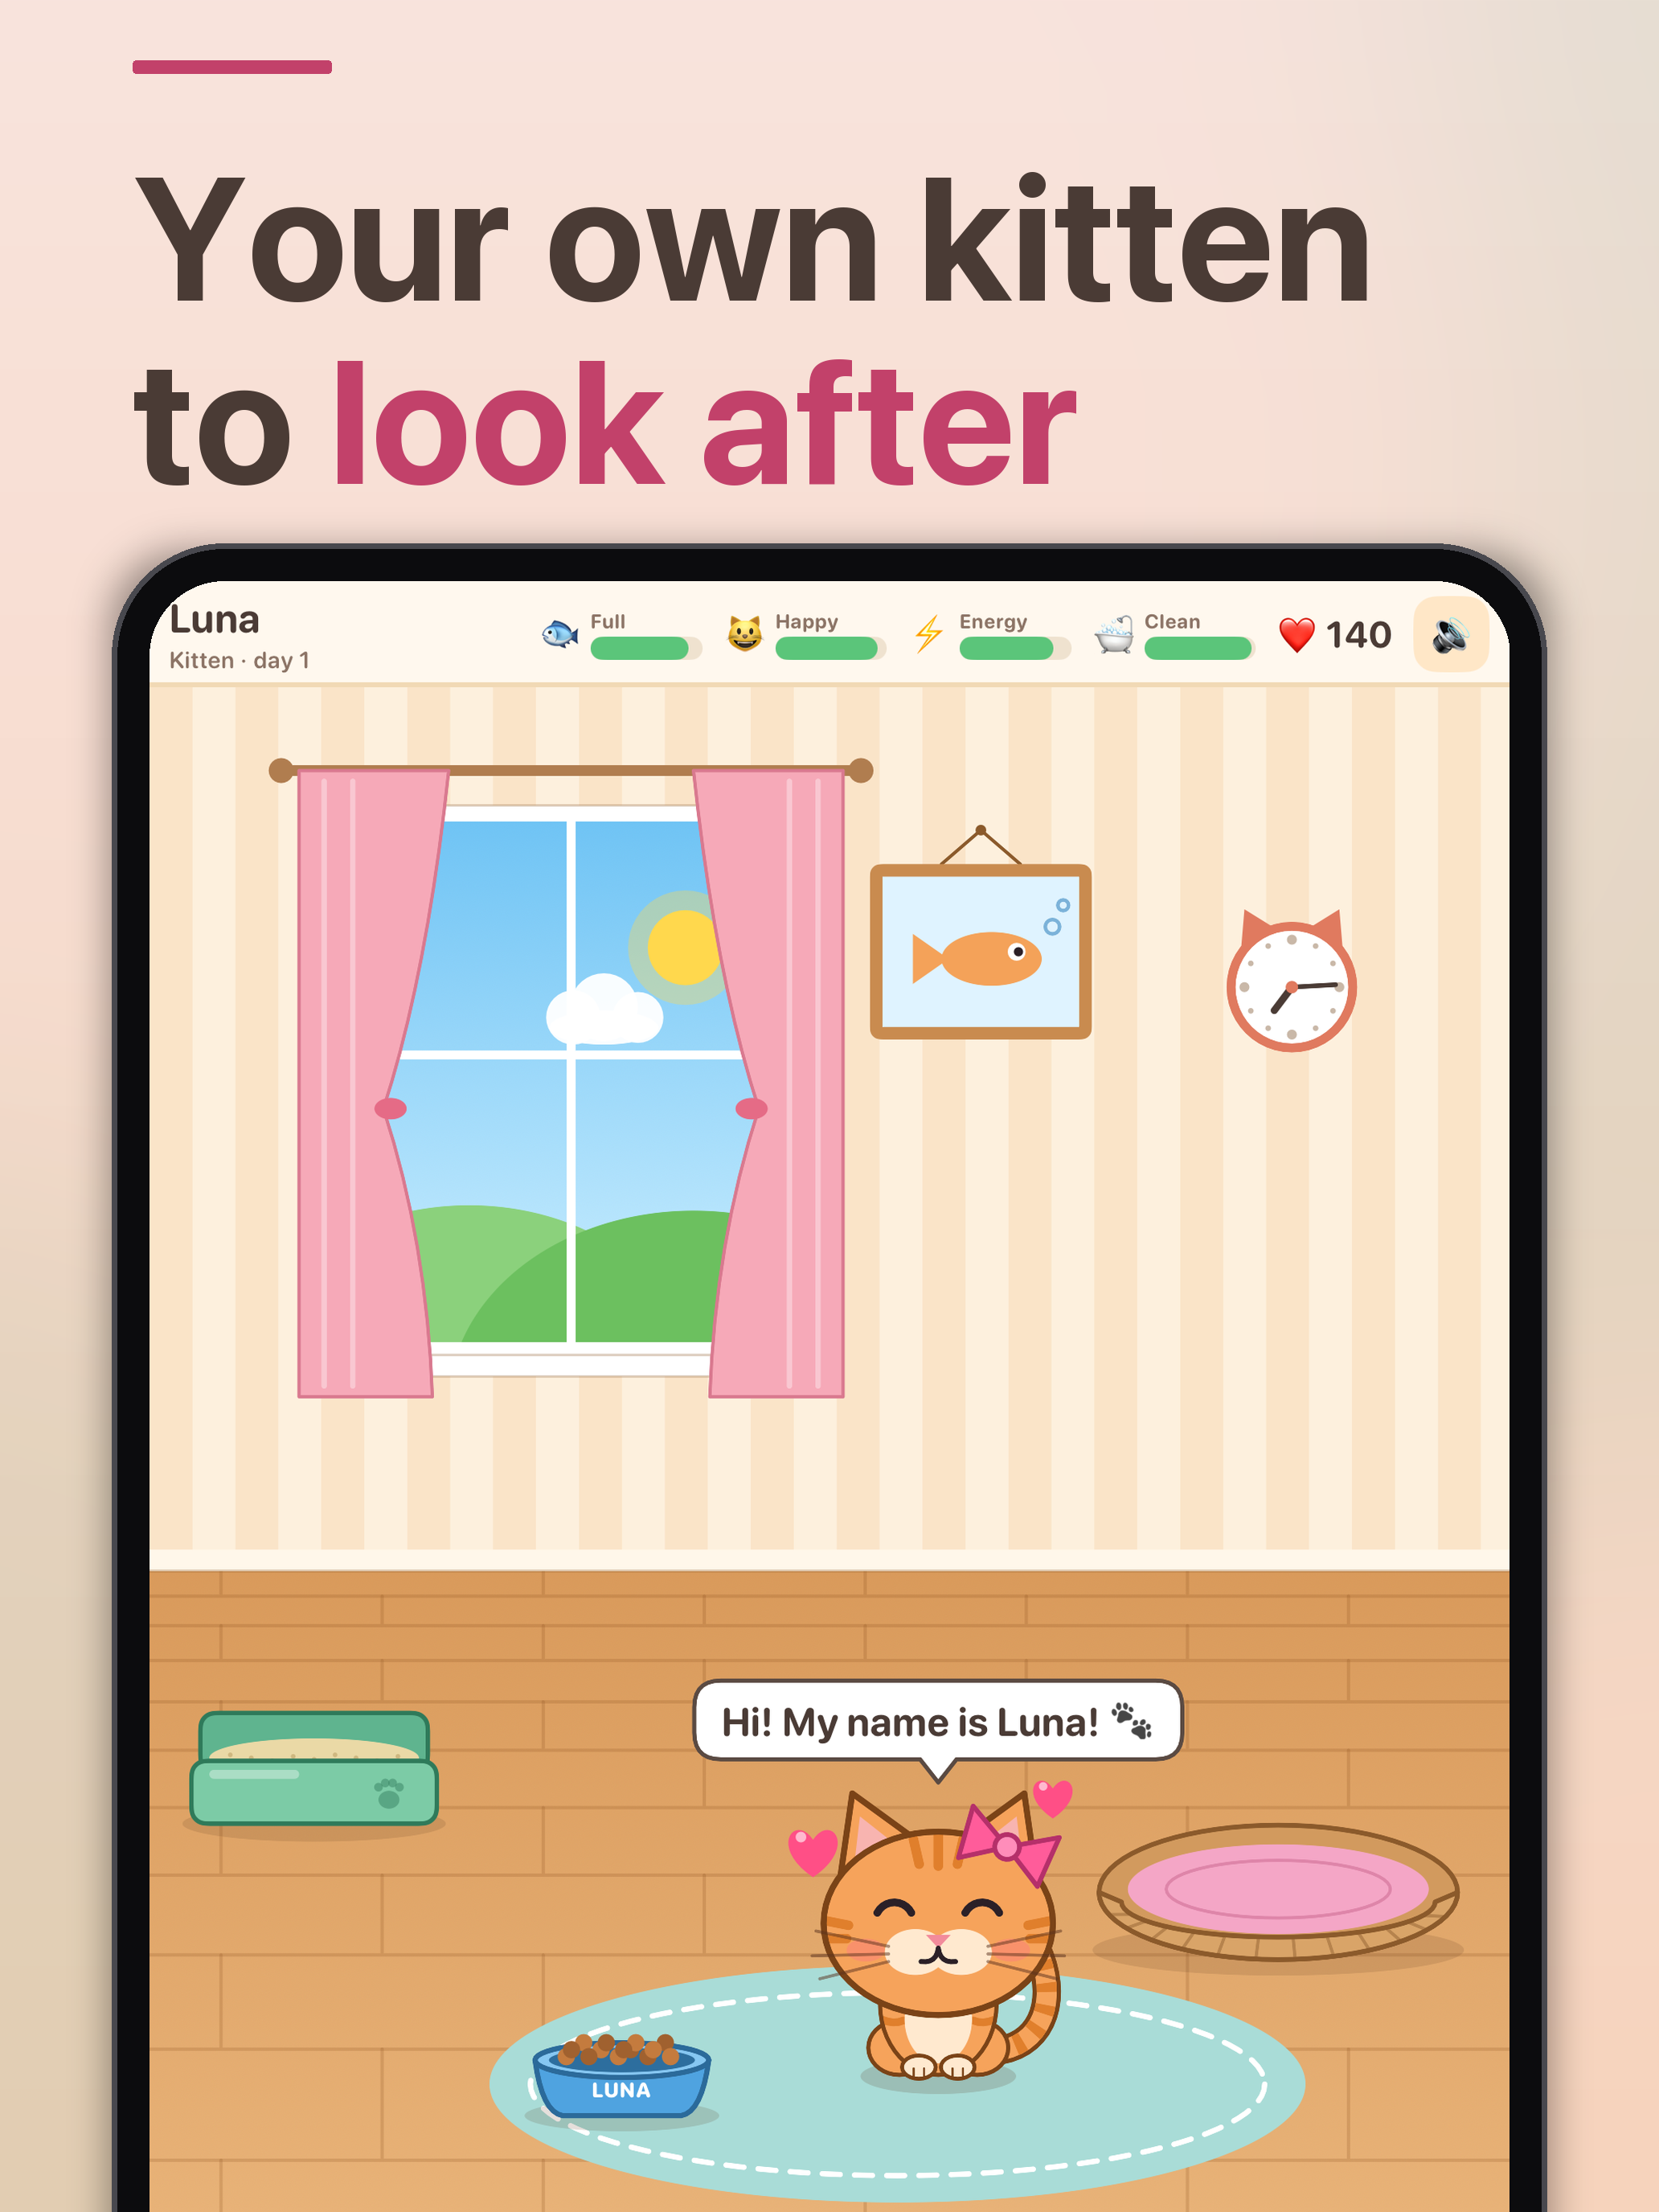 Your own kitten
to look after
Luna
Kitten · day 1
Full
Happy
Energy
Clean
140
Hi! My name is Luna!
LUNA